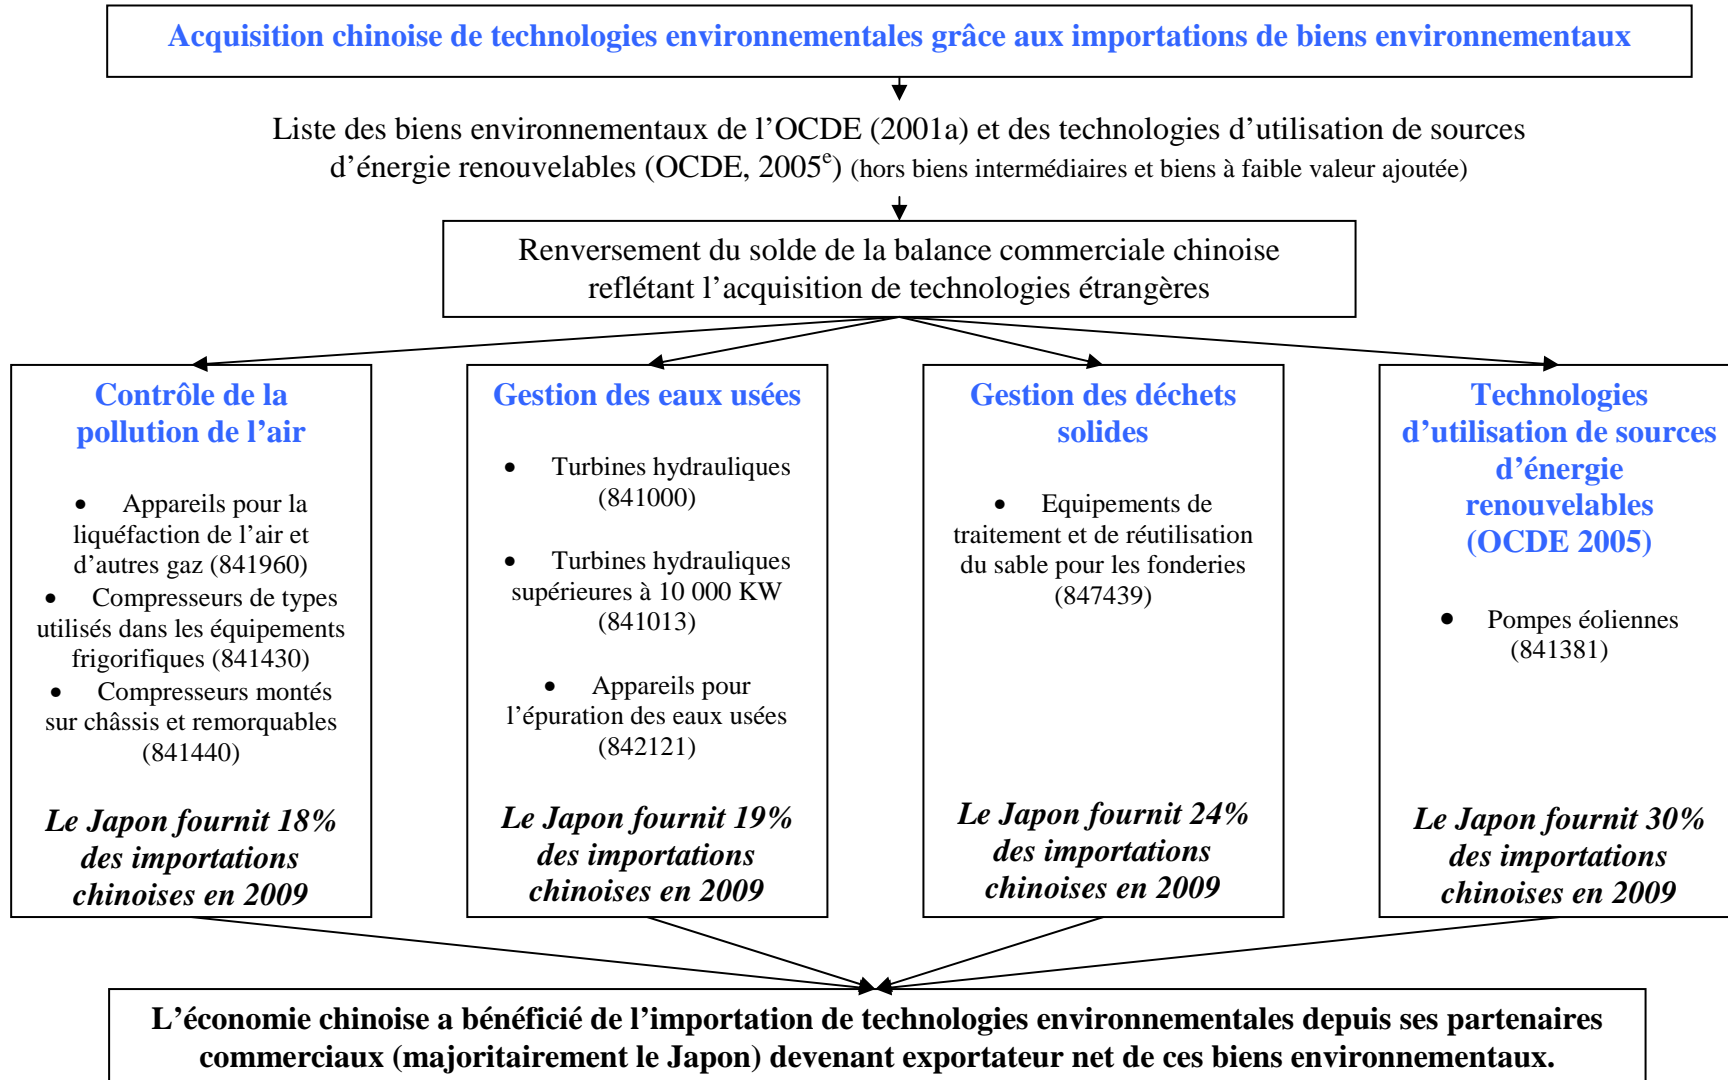 Acquisition chinoise de technologies environnementales grâce aux importations de biens environnementaux
Liste des biens environnementaux de l’OCDE (2001a) et des technologies d’utilisation de sources
d’énergie renouvelables (OCDE, 2005e) (hors biens intermédiaires et biens à faible valeur ajoutée)
Renversement du solde de la balance commerciale chinoise
reflétant l’acquisition de technologies étrangères
Contrôle de la
pollution de l’air
• Appareils pour la
liquéfaction de l’air et
d’autres gaz (841960)
• Compresseurs de types
utilisés dans les équipements
frigorifiques (841430)
• Compresseurs montés
sur châssis et remorquables
(841440)
Le Japon fournit 18%
des importations
chinoises en 2009
Gestion des eaux usées
• Turbines hydrauliques
(841000)
• Turbines hydrauliques
supérieures à 10 000 KW
(841013)
• Appareils pour
l’épuration des eaux usées
(842121)
Le Japon fournit 19%
des importations
chinoises en 2009
Gestion des déchets
solides
• Equipements de
traitement et de réutilisation
du sable pour les fonderies
(847439)
Le Japon fournit 24%
des importations
chinoises en 2009
Technologies
d’utilisation de sources
d’énergie
renouvelables
(OCDE 2005)
• Pompes éoliennes
(841381)
Le Japon fournit 30%
des importations
chinoises en 2009
L’économie chinoise a bénéficié de l’importation de technologies environnementales depuis ses partenaires
commerciaux (majoritairement le Japon) devenant exportateur net de ces biens environnementaux.